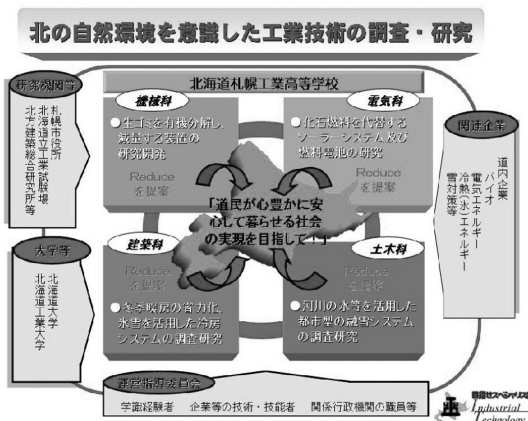 北の自然環境を意識した工業技術の調査・研究
研究機関等
札幌市役所
北海道立工業試験場
北方建築総合研究所等
大学等
北海道大学
北海道工業大学
北海道札幌工業高等学校
機械科
●生ゴミを有機分解し
減量する装置の
研究開発
Reduce
を提案
電気科
●化石燃料を代替する
ソーラーシステム及び
燃料電池の研究
Reduce
を提案
「道民が心豊かに安
心して暮らせる社会
の実現を目指して!」
建築科
Reduce
を提案
●冬季暖房の省力化、
氷雪を活用した冷房
システムの調査研究
土木科
Reduce
を提案
●河川の水等を活用した
都市型の融雪システム
の調査研究
関連企業
道内企業
バイオ
電気エネルギー
冷熱(氷)エネルギー
雪対策等
運営指導委員会
学識経験者 企業等の技術・技能者 関係行政機関の職員等
目指せスペシャリスト
Industrial
Technology